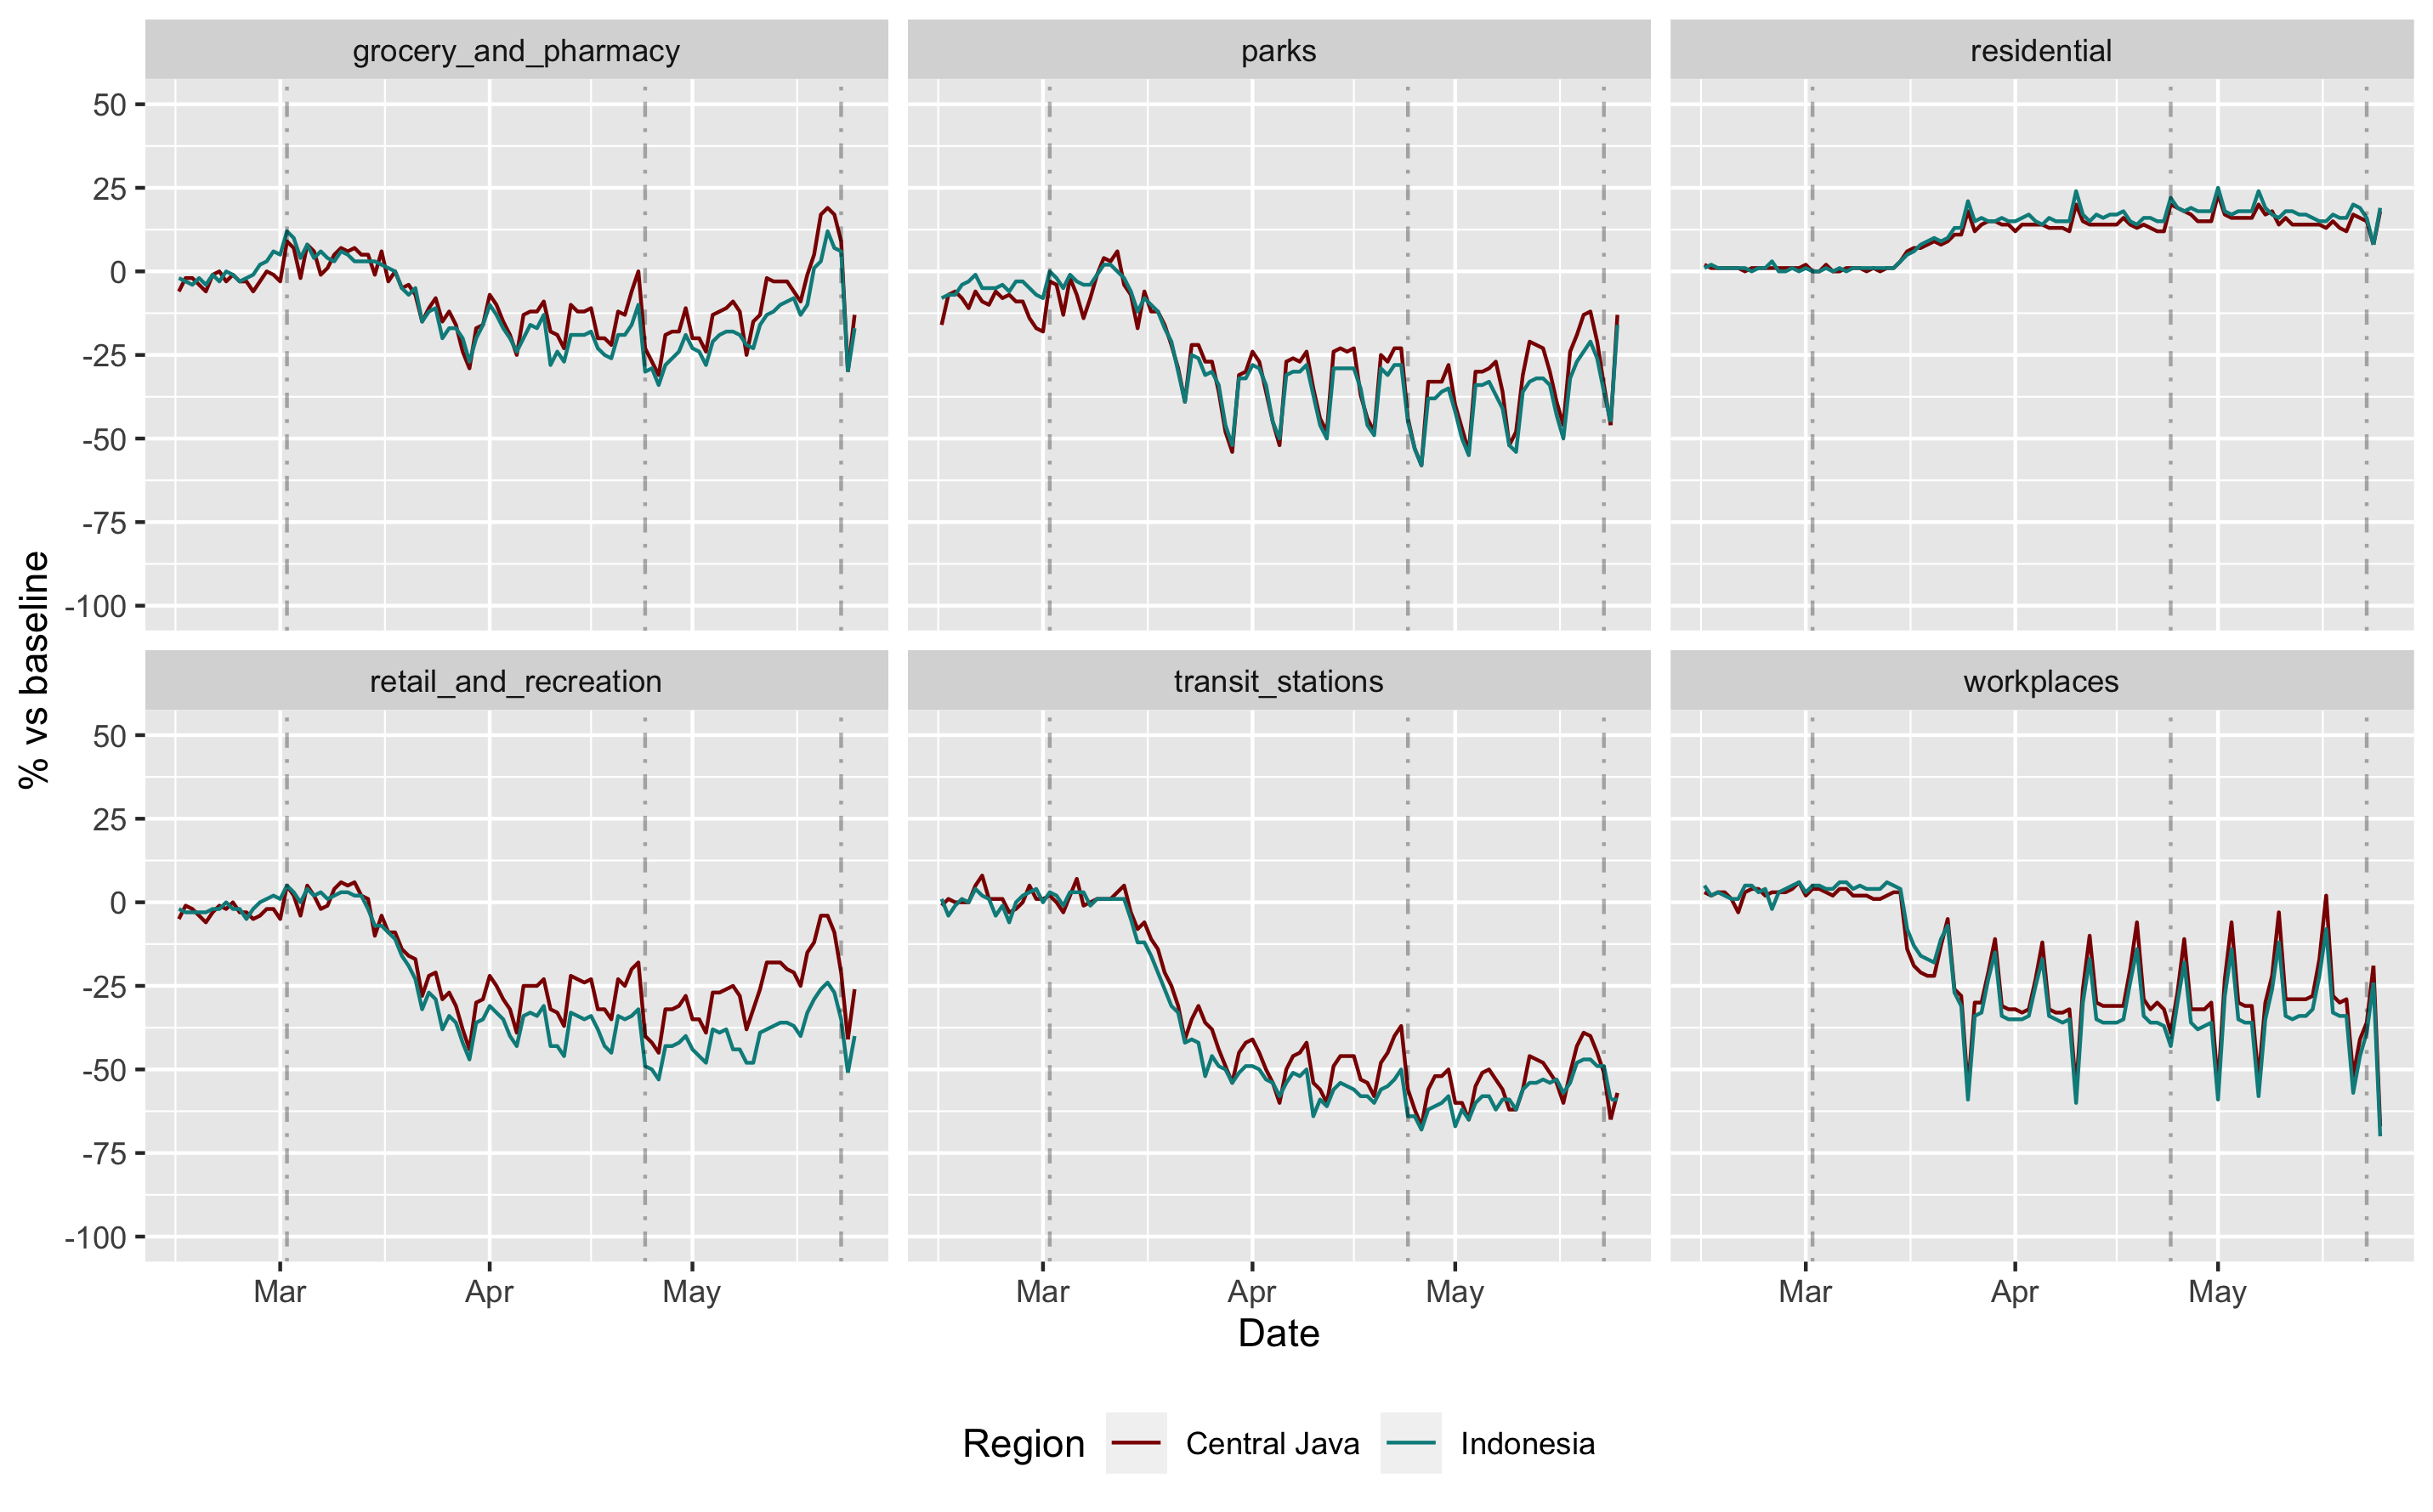 grocery_and_pharmacy parks residential
50
25
0
-25
-50
-75
-100
% vs baseline
retail_and_recreation transit_stations workplaces
50
25
0
-25
-50
-75
-100
Mar Apr May Mar Apr May Mar Apr May
Date
Region Central Java Indonesia